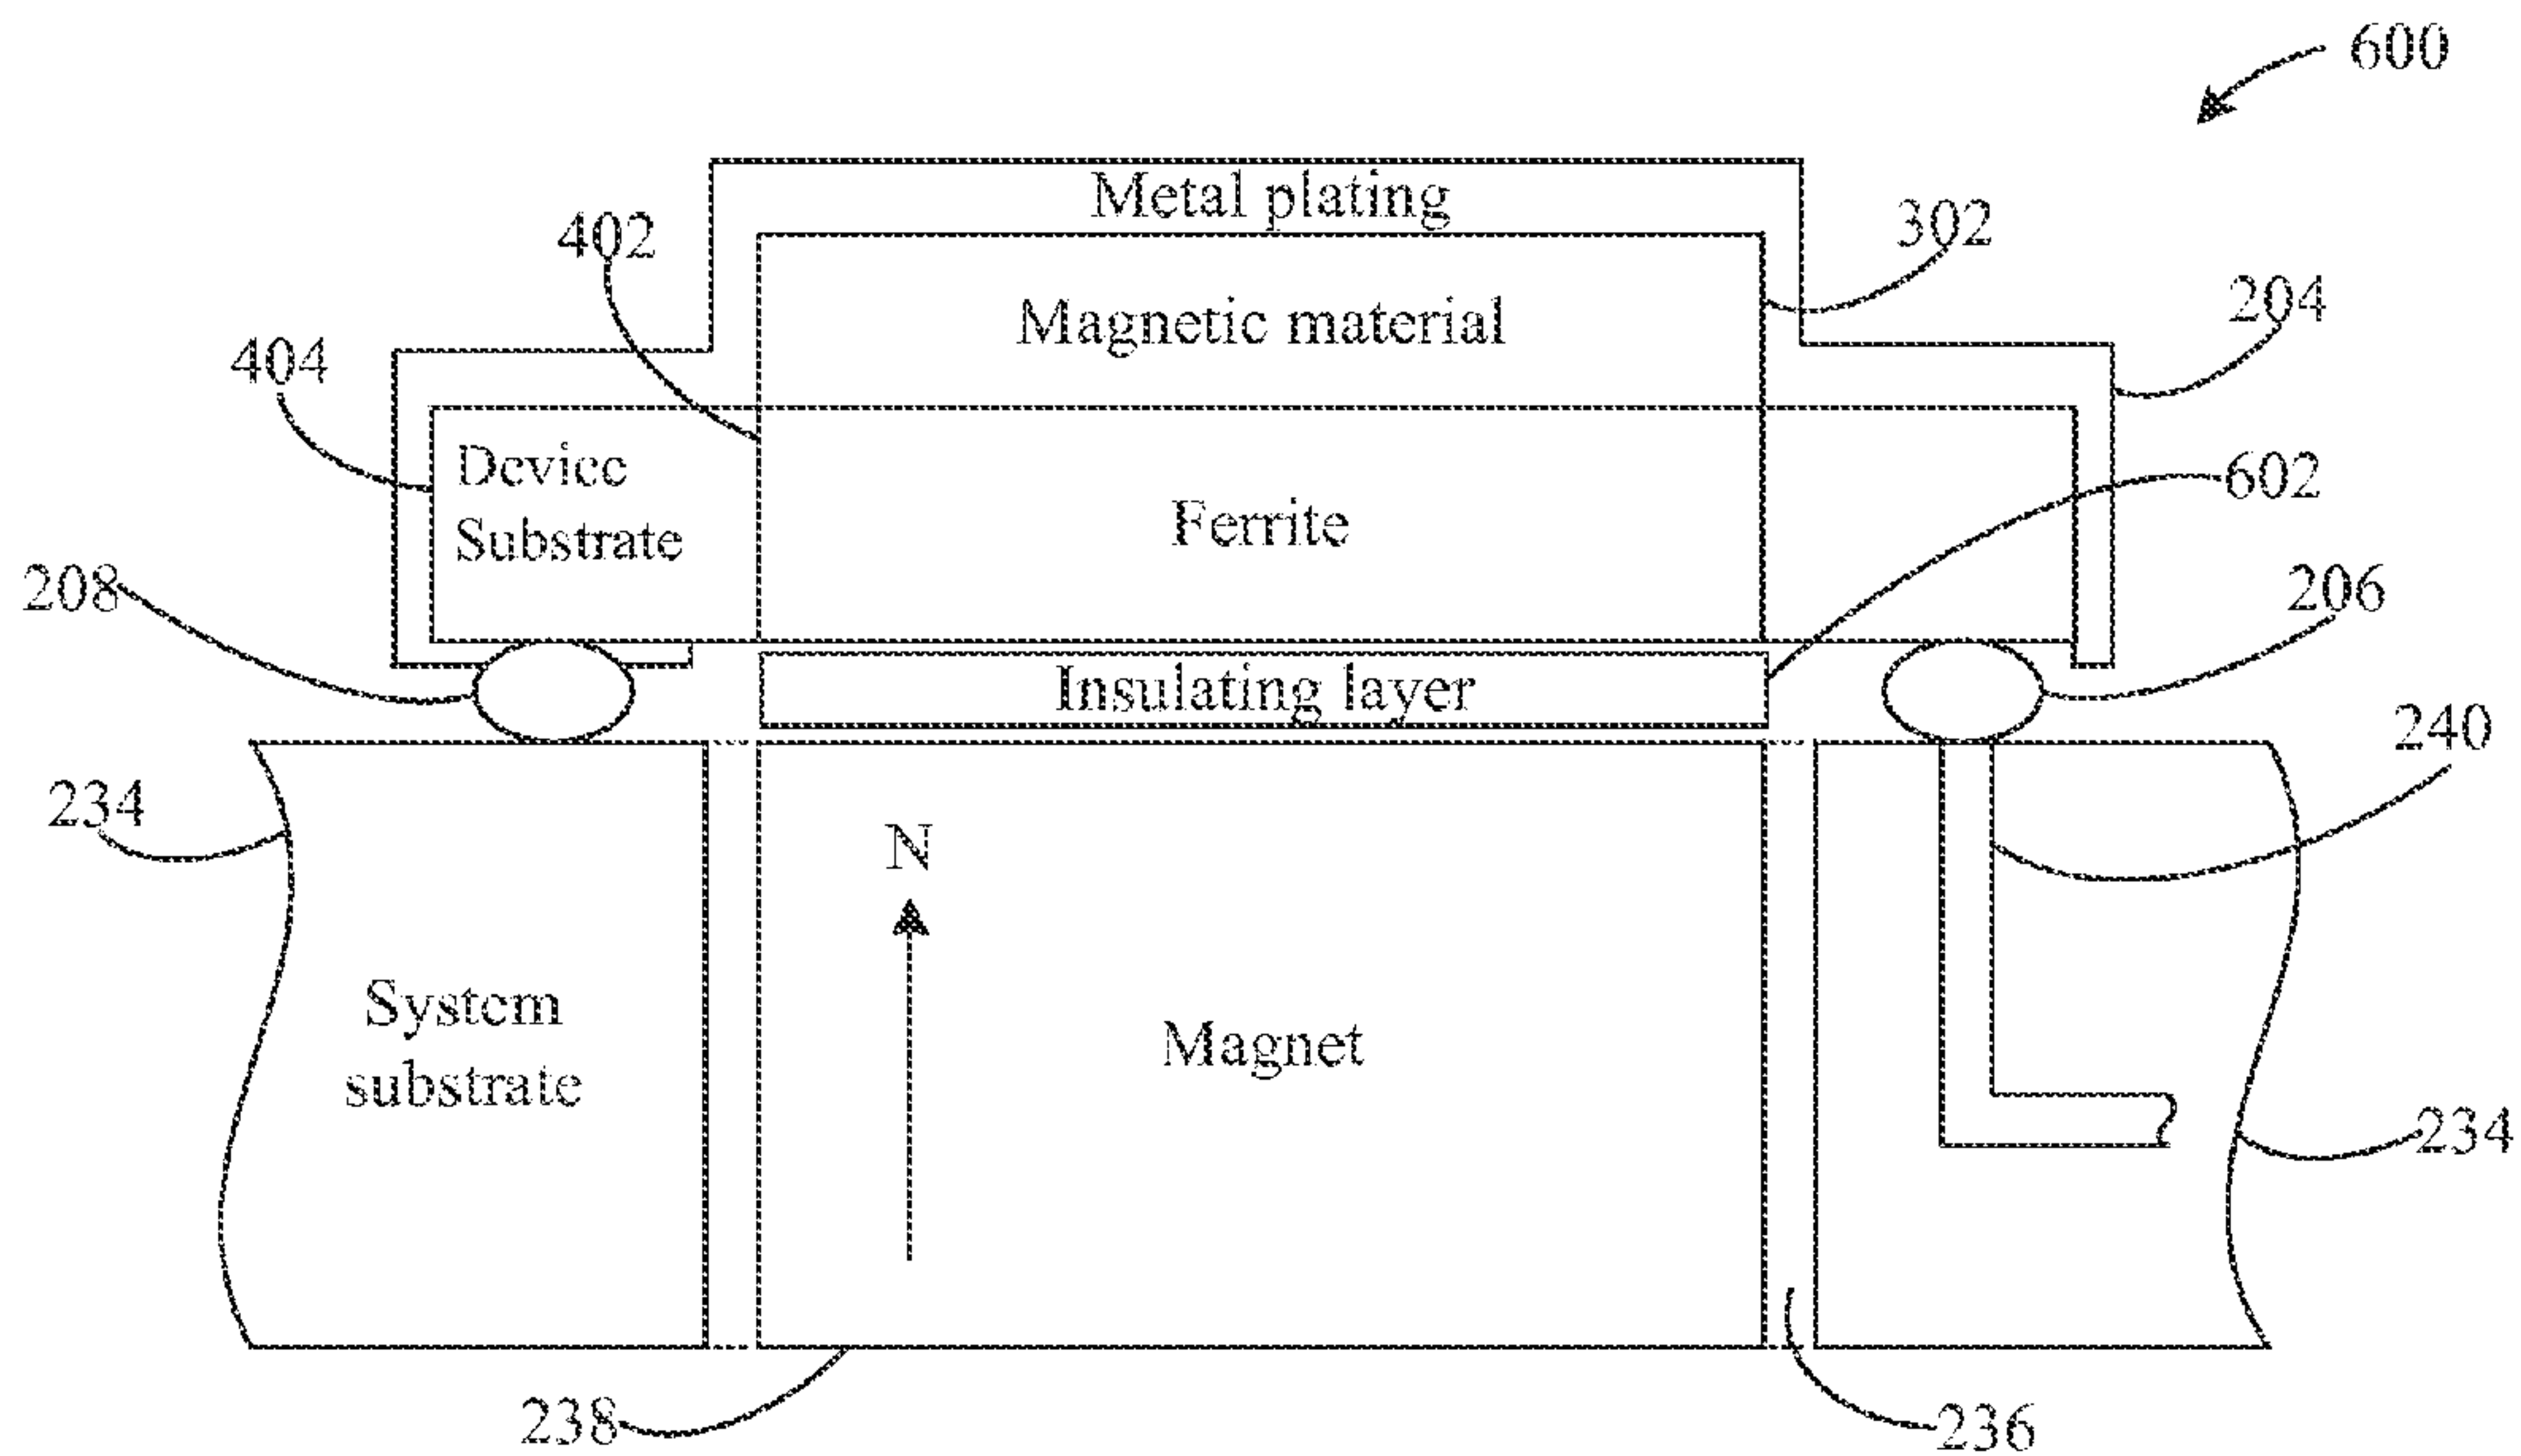 600
Metal plating
402
302
204
404
Magnetic material
Device
Substrate
Ferrite
602
208
206
Insulating layer
240
234
N
System
substrate
Magnet
234
238
236